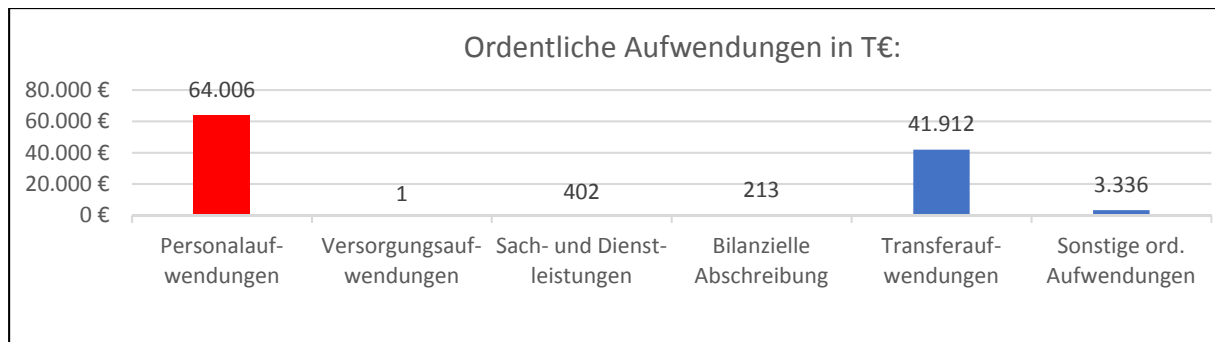 Ordentliche Aufwendungen in T€:
80.000 €
60.000 €
40.000 €
20.000 €
0 €
64.006
1
402
213
41.912
3.336
Personalauf-
wendungen
Versorgungsauf-
wendungen
Sach- und Dienst-
leistungen
Bilanzielle
Abschreibung
Transferauf-
wendungen
Sonstige ord.
Aufwendungen